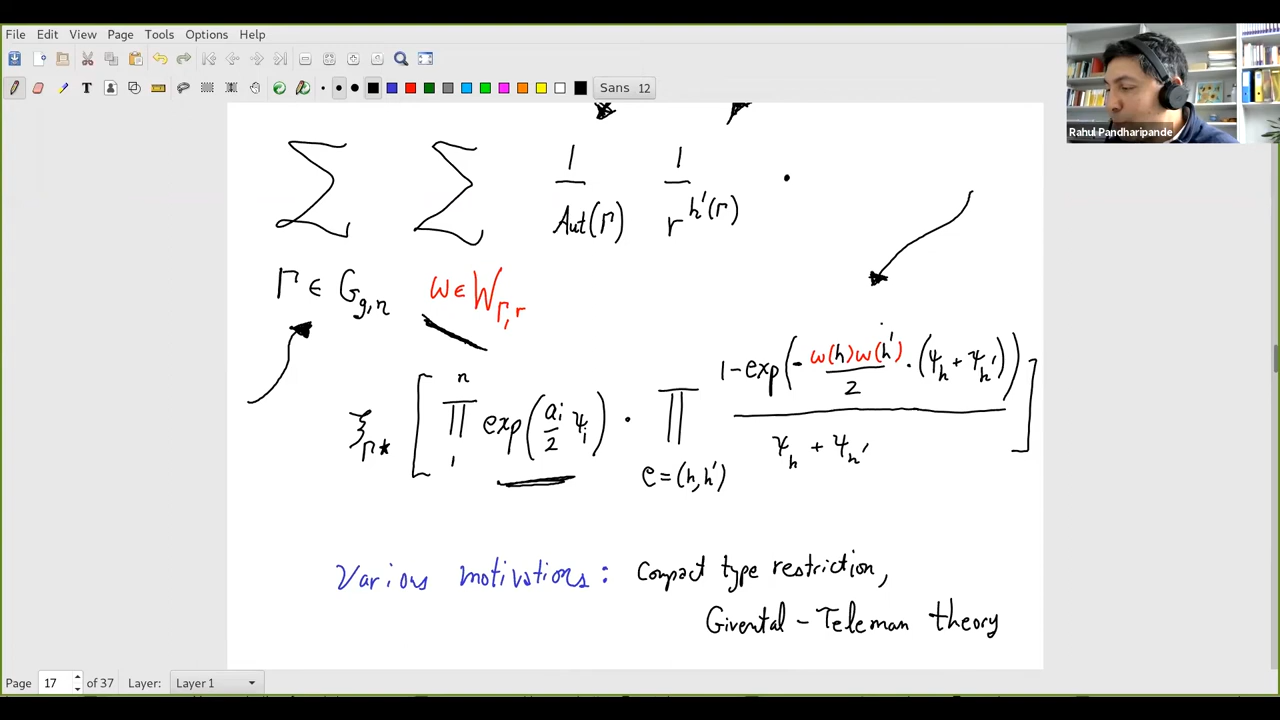 File Edit View Page Tools Options Help
Sans 12
Rahul Pandharipande
∑ ∑ 1/Aut(Γ) 1/r^{h'(Γ)} ·
Γ ∈ G_{g,n} w ∈ W_{Γ,r}
ξ_{Γ*} [ ∏_{1}^{n} exp(a_i/2 ψ_i) · ∏_{e=(h,h')} (1-exp(-w(h)w(h')/2 · (ψ_h + ψ_{h'})))/(ψ_h + ψ_{h'}) ]
Various motivations: Compact type restriction,
Givental - Teleman theory
Page 17 of 37 Layer: Layer 1